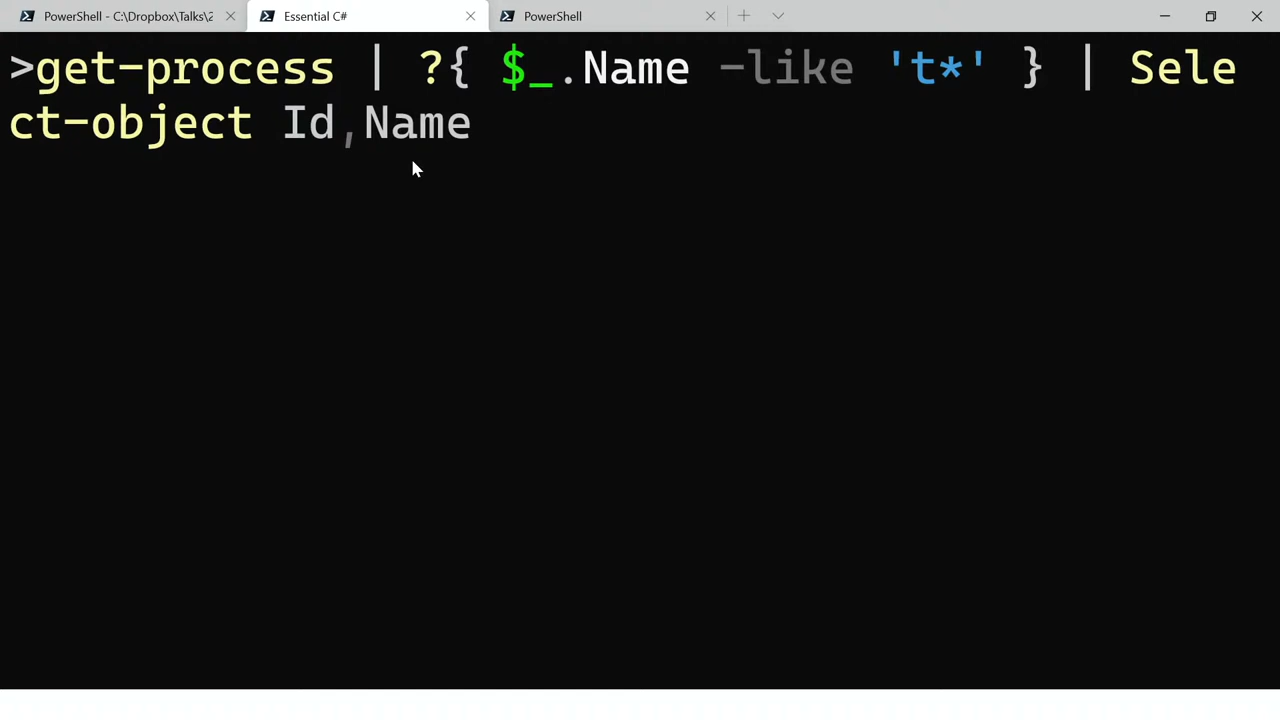 PowerShell - C:\Dropbox\Talks\2
Essential C#
PowerShell
>get-process | ?{ $_.Name -like 't*' } | Sele
ct-object Id,Name